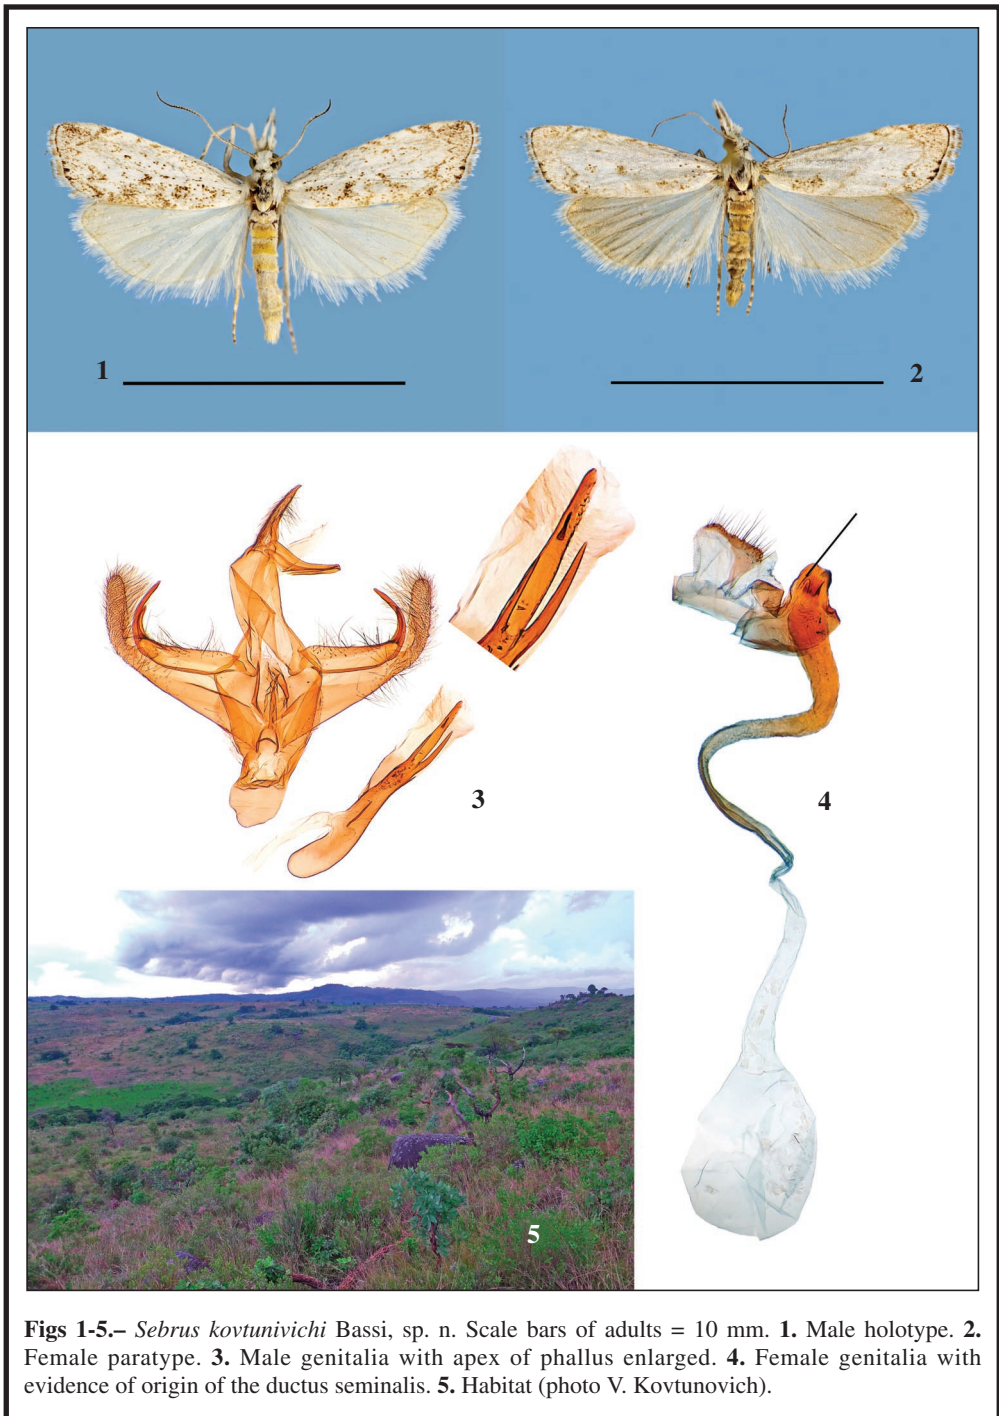 1
2
3
4
5
Figs 1-5.– Sebrus kovtunivichi Bassi, sp. n. Scale bars of adults = 10 mm. 1. Male holotype. 2.
Female paratype. 3. Male genitalia with apex of phallus enlarged. 4. Female genitalia with
evidence of origin of the ductus seminalis. 5. Habitat (photo V. Kovtunovich).